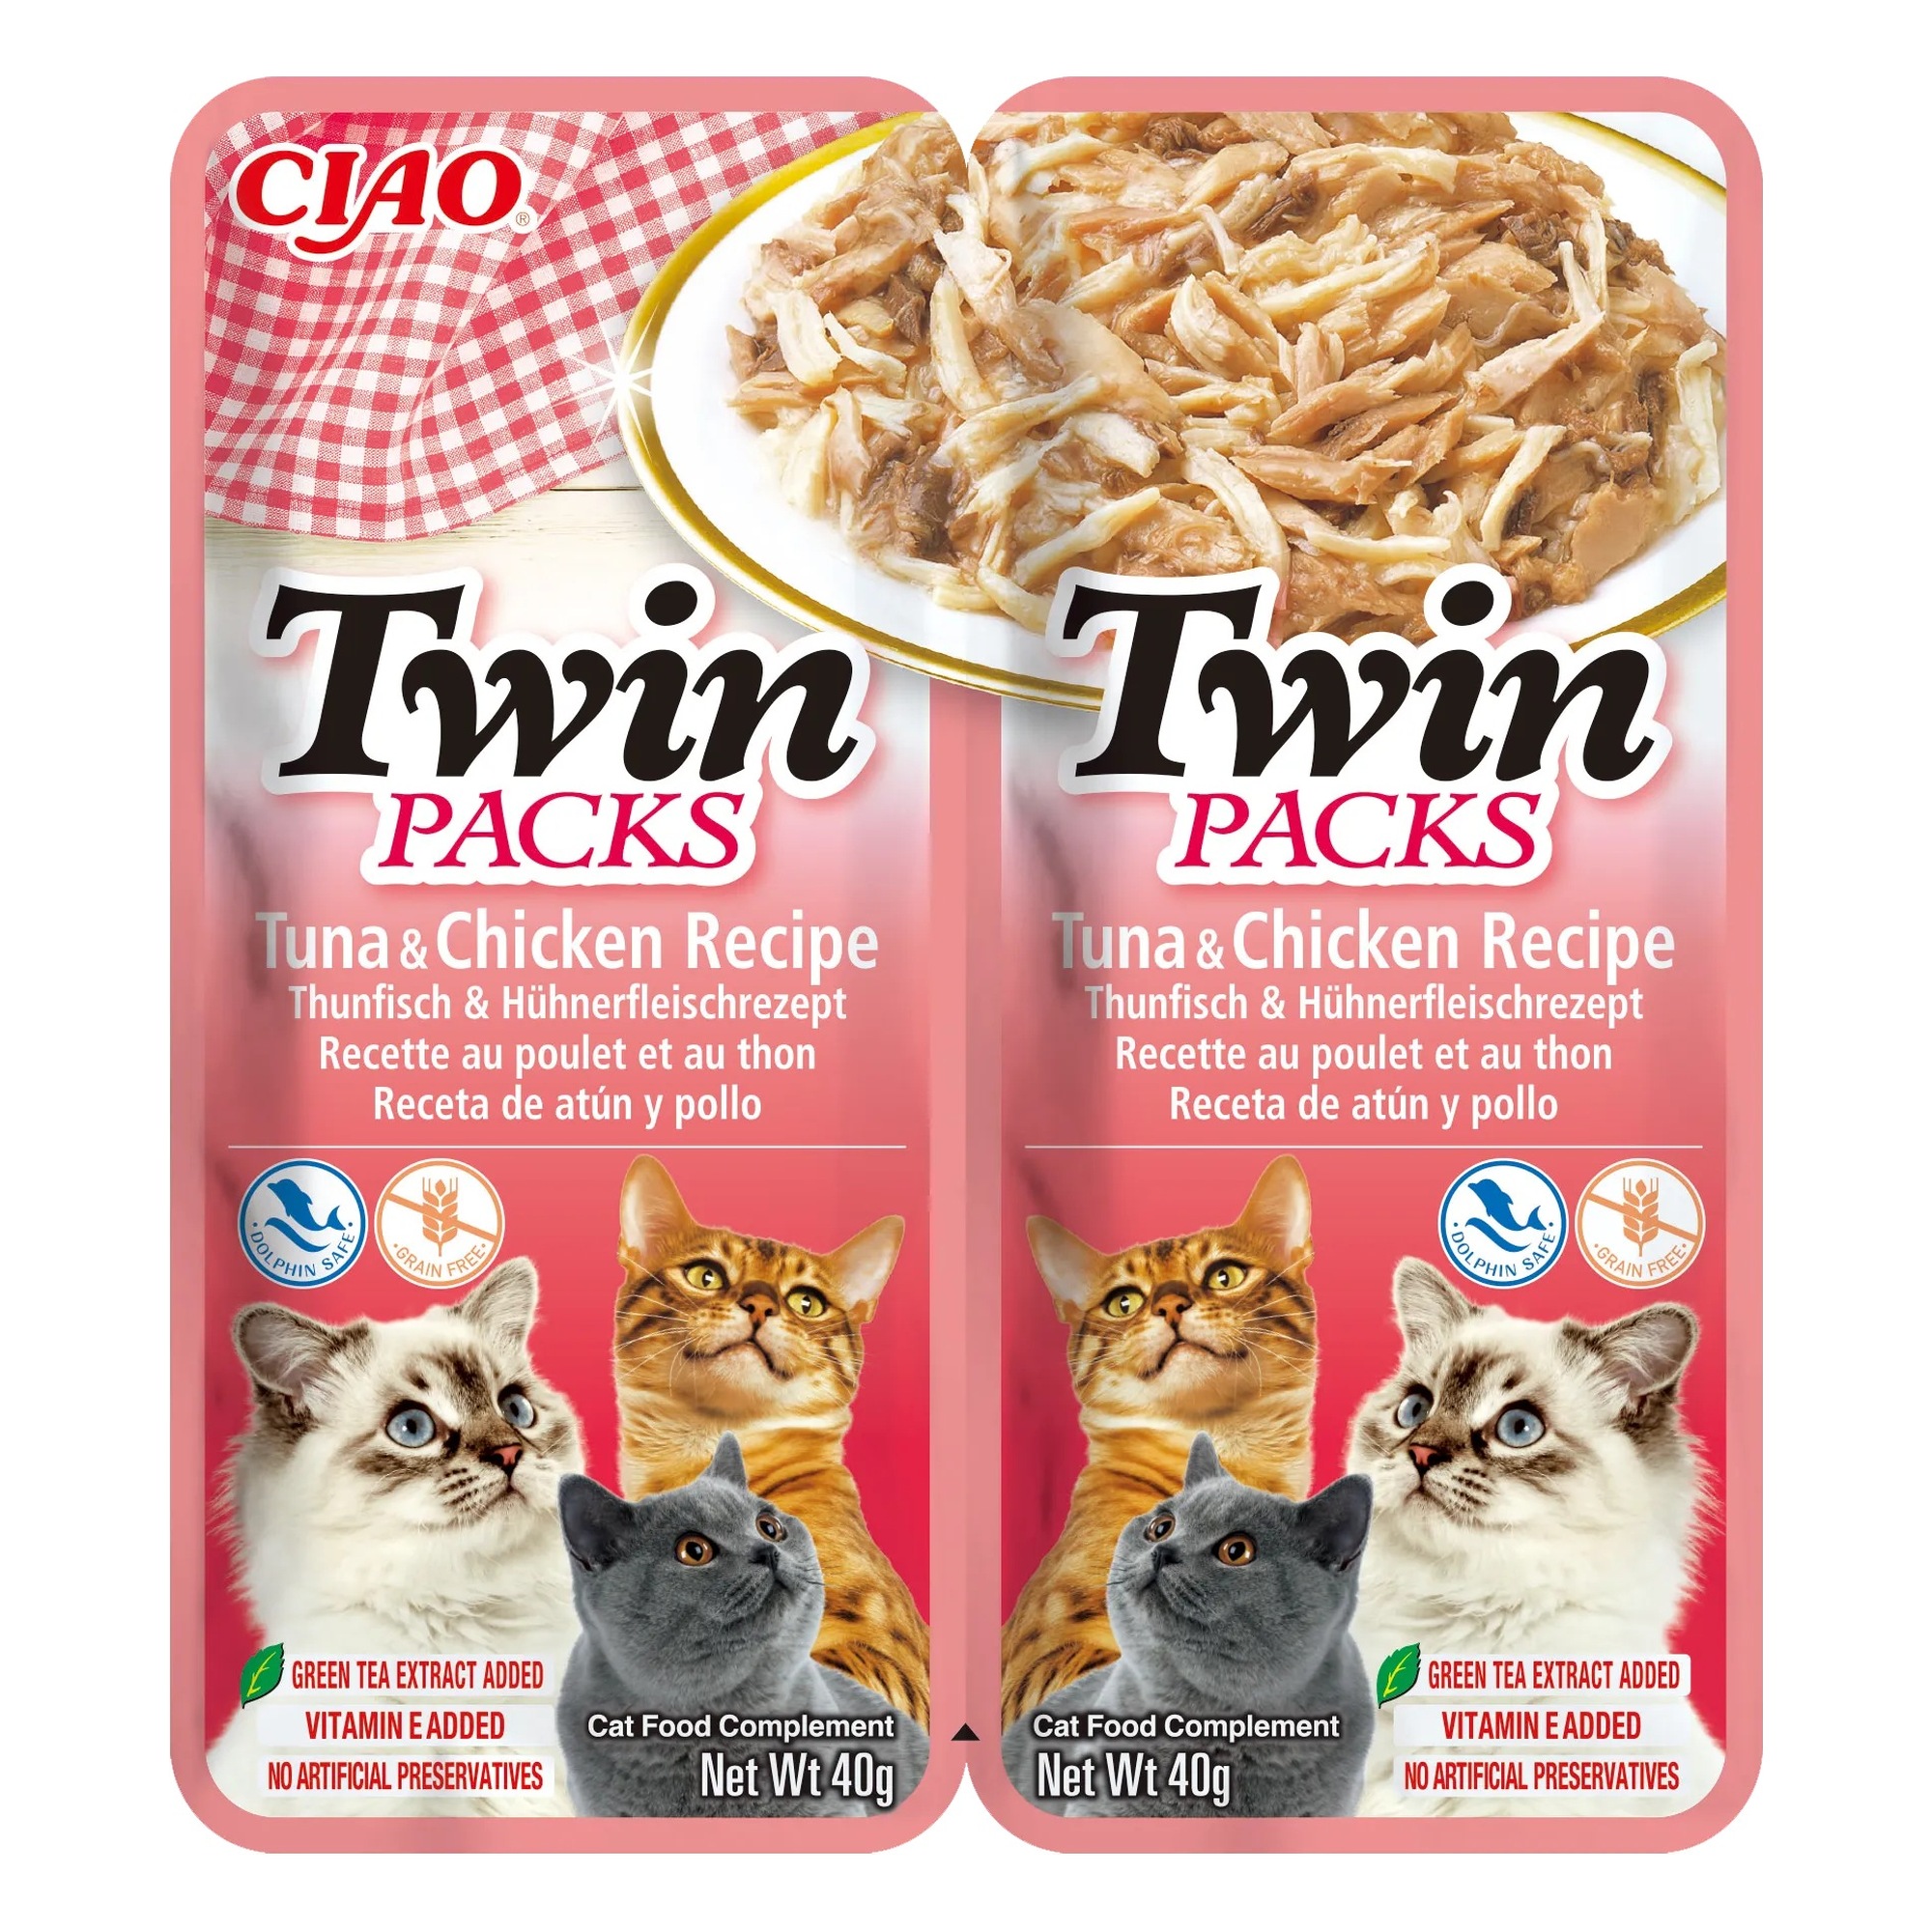 CIAO®
Twin
PACKS
Tuna & Chicken Recipe
Thunfisch & Hühnerfleischrezept
Recette au poulet et au thon
Receta de atún y pollo
DOLPHIN SAFE
GRAIN FREE
GREEN TEA EXTRACT ADDED
VITAMIN E ADDED
NO ARTIFICIAL PRESERVATIVES
Cat Food Complement
Net Wt 40g
Twin
PACKS
Tuna & Chicken Recipe
Thunfisch & Hühnerfleischrezept
Recette au poulet et au thon
Receta de atún y pollo
DOLPHIN SAFE
GRAIN FREE
Cat Food Complement
Net Wt 40g
GREEN TEA EXTRACT ADDED
VITAMIN E ADDED
NO ARTIFICIAL PRESERVATIVES